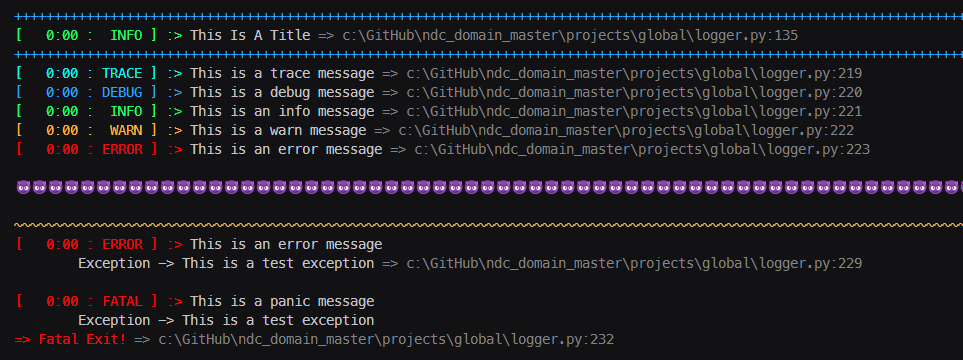 ++++++++++++++++++++++++++++++++++++++++++++++++++++++++++++++++++++++++++++++++++++++++++++++++++++++++++++++++++++++
[   0:00 :  INFO ] :> This Is A Title => c:\GitHub\ndc_domain_master\projects\global\logger.py:135
++++++++++++++++++++++++++++++++++++++++++++++++++++++++++++++++++++++++++++++++++++++++++++++++++++++++++++++++++++++
[   0:00 : TRACE ] :> This is a trace message => c:\GitHub\ndc_domain_master\projects\global\logger.py:219
[   0:00 : DEBUG ] :> This is a debug message => c:\GitHub\ndc_domain_master\projects\global\logger.py:220
[   0:00 :  INFO ] :> This is an info message => c:\GitHub\ndc_domain_master\projects\global\logger.py:221
[   0:00 :  WARN ] :> This is a warn message => c:\GitHub\ndc_domain_master\projects\global\logger.py:222
[   0:00 : ERROR ] :> This is an error message => c:\GitHub\ndc_domain_master\projects\global\logger.py:223
[   0:00 : ERROR ] :> This is an error message
        Exception —> This is a test exception => c:\GitHub\ndc_domain_master\projects\global\logger.py:229
[   0:00 : FATAL ] :> This is a panic message
        Exception —> This is a test exception
=> Fatal Exit! => c:\GitHub\ndc_domain_master\projects\global\logger.py:232